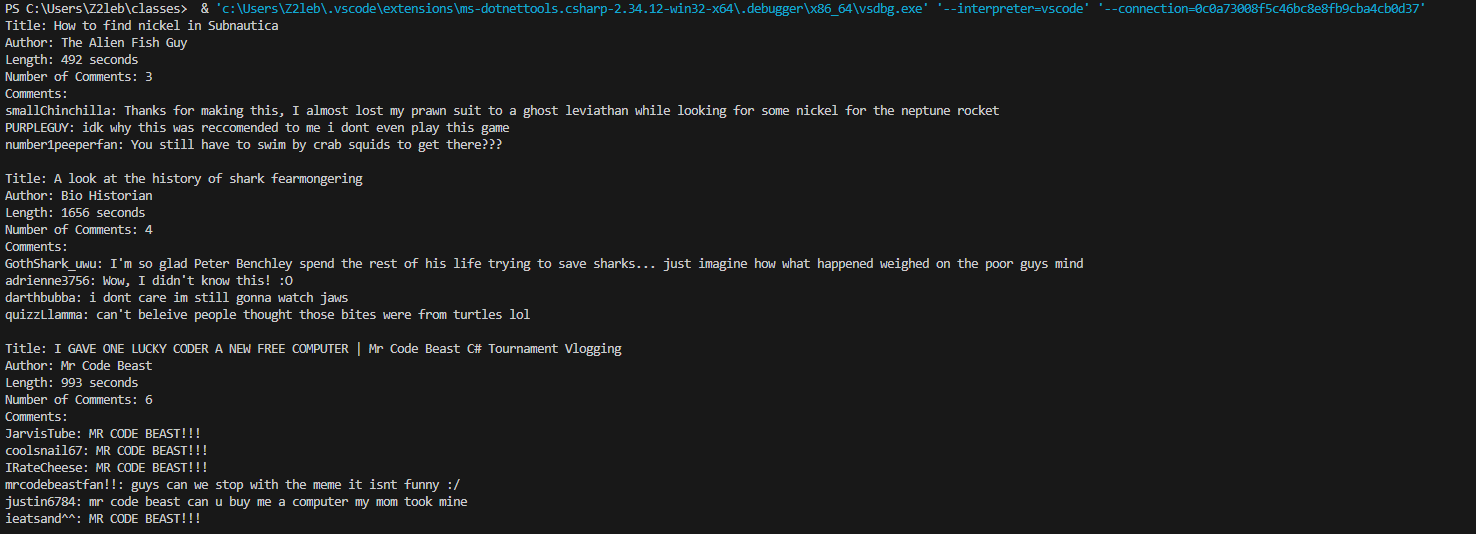 PS C:\Users\Z2leb\classes>  & 'c:\Users\Z2leb\.vscode\extensions\ms-dotnettools.csharp-2.34.12-win32-x64\.debugger\x86_64\vsdbg.exe' '--interpreter=vscode' '--connection=0c0a73008f5c46bc8e8fb9cba4cb0d37'
Title: How to find nickel in Subnautica
Author: The Alien Fish Guy
Length: 492 seconds
Number of Comments: 3
Comments:
smallChinchilla: Thanks for making this, I almost lost my prawn suit to a ghost leviathan while looking for some nickel for the neptune rocket
PURPLEGUY: idk why this was reccomended to me i dont even play this game
number1peeperfan: You still have to swim by crab squids to get there???

Title: A look at the history of shark fearmongering
Author: Bio Historian
Length: 1656 seconds
Number of Comments: 4
Comments:
GothShark_uwu: I'm so glad Peter Benchley spend the rest of his life trying to save sharks... just imagine how what happened weighed on the poor guys mind
adrienne3756: Wow, I didn't know this! :O
darthbubba: i dont care im still gonna watch jaws
quizzLlamma: can't beleive people thought those bites were from turtles lol

Title: I GAVE ONE LUCKY CODER A NEW FREE COMPUTER | Mr Code Beast C# Tournament Vlogging
Author: Mr Code Beast
Length: 993 seconds
Number of Comments: 6
Comments:
JarvisTube: MR CODE BEAST!!!
coolsnail67: MR CODE BEAST!!!
IRateCheese: MR CODE BEAST!!!
mrcodebeastfan!!: guys can we stop with the meme it isnt funny :/
justin6784: mr code beast can u buy me a computer my mom took mine
ieatsand^^: MR CODE BEAST!!!